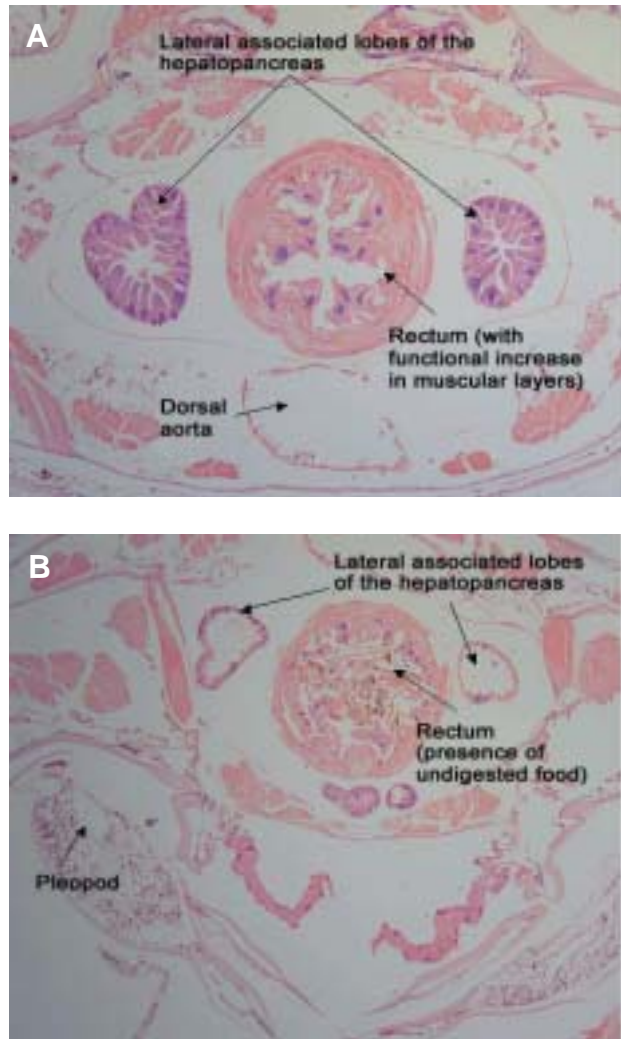 A
Lateral associated lobes of the
hepatopancreas
Rectum (with
functional increase
in muscular layers)
Dorsal
aorta
B
Lateral associated lobes
of the hepatopancreas
Rectum
(presence of
undigested food)
Pleppod